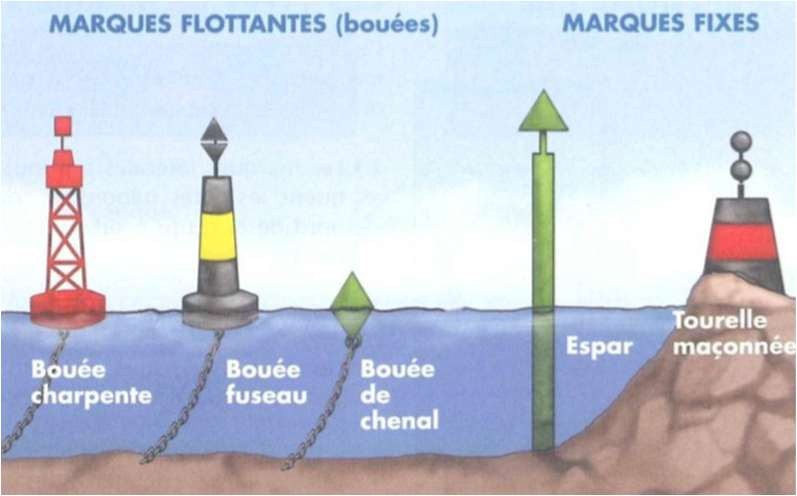 MARQUES FLOTTANTES (bouées)
MARQUES FIXES
Bouée
charpente
Bouée
fuseau
Bouée
de
chenal
Espar
Tourelle
maçonnée